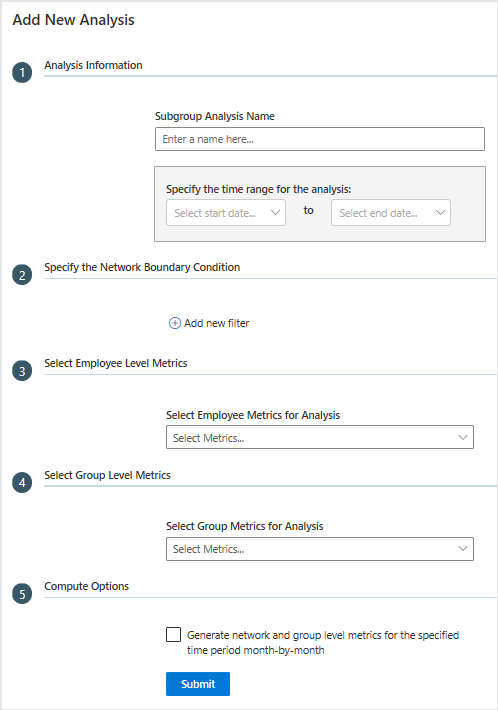 Add New Analysis
1 Analysis Information
Subgroup Analysis Name
Enter a name here...
Specify the time range for the analysis:
Select start date... to Select end date...
2 Specify the Network Boundary Condition
Add new filter
3 Select Employee Level Metrics
Select Employee Metrics for Analysis
Select Metrics...
4 Select Group Level Metrics
Select Group Metrics for Analysis
Select Metrics...
5 Compute Options
Generate network and group level metrics for the specified
time period month-by-month
Submit